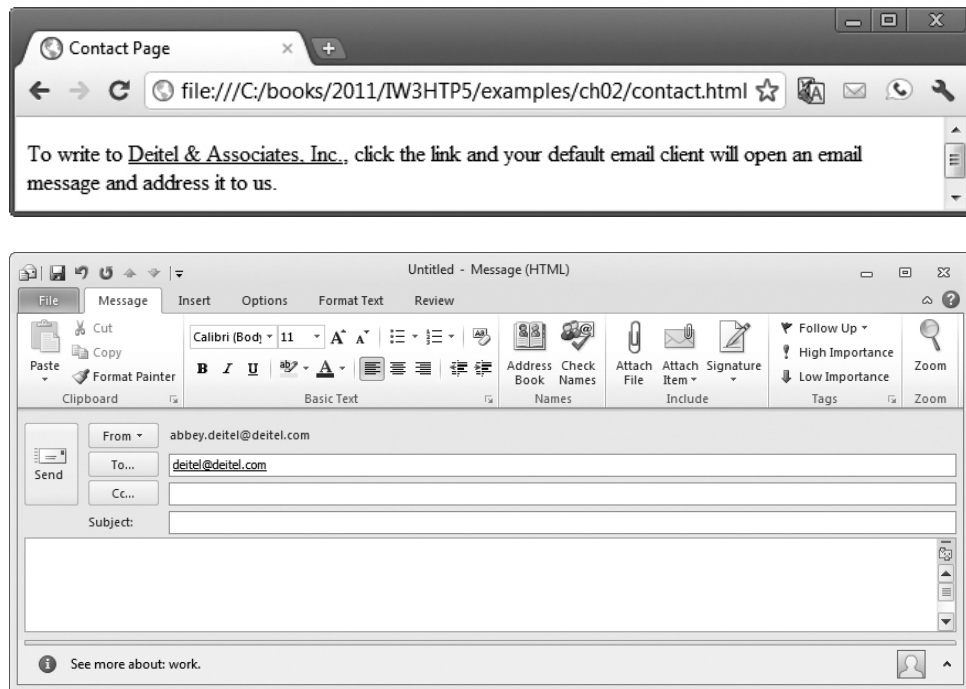 Contact Page
file:///C:/books/2011/IW3HTP5/examples/ch02/contact.html
To write to Deitel & Associates, Inc., click the link and your default email client will open an email
message and address it to us.
Untitled - Message (HTML)
File Message Insert Options Format Text Review
Paste
Cut
Copy
Format Painter
Clipboard
Calibri (Body 11
B I U
Basic Text
Address Book
Check Names
Names
Attach File
Attach Item
Signature
Include
Follow Up
High Importance
Low Importance
Tags
Zoom
Zoom
Send
From abbey.deitel@deitel.com
To... deitel@deitel.com
Cc...
Subject:
See more about: work.